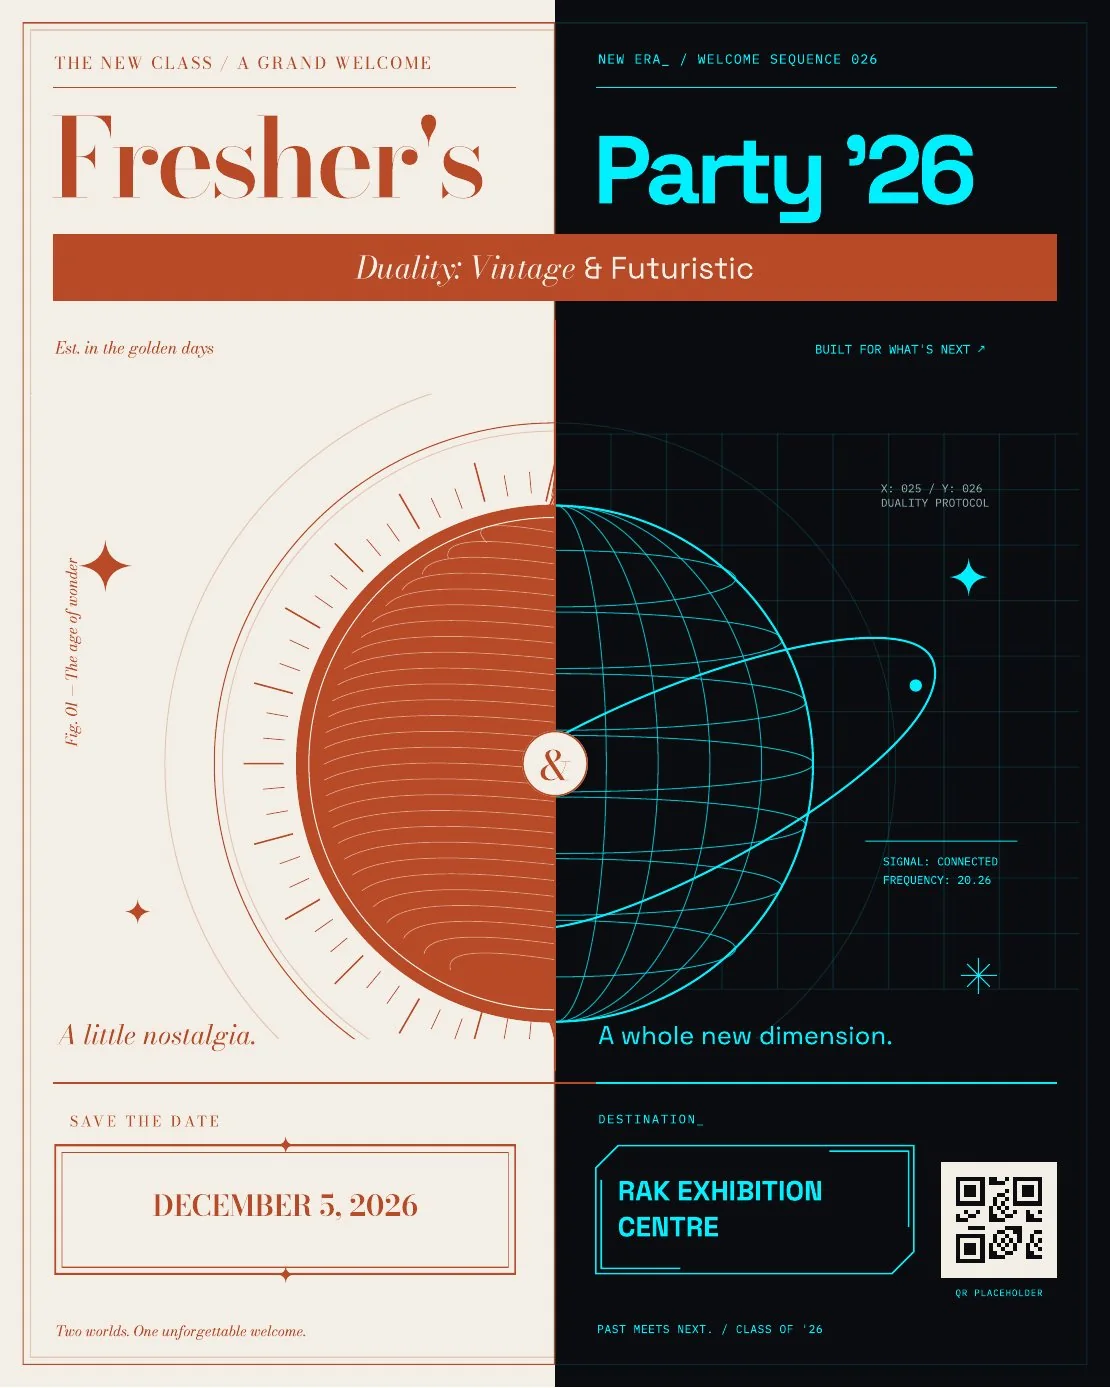 THE NEW CLASS / A GRAND WELCOME
NEW ERA_ / WELCOME SEQUENCE 026
Fresher's
Party ’26
Duality: Vintage & Futuristic
Est. in the golden days
BUILT FOR WHAT'S NEXT ↗
X: 025 / Y: 026
DUALITY PROTOCOL
Fig. 01 — The age of wonder
&
SIGNAL: CONNECTED
FREQUENCY: 20.26
A little nostalgia.
A whole new dimension.
SAVE THE DATE
DECEMBER 5, 2026
DESTINATION_
RAK EXHIBITION
CENTRE
QR PLACEHOLDER
Two worlds. One unforgettable welcome.
PAST MEETS NEXT. / CLASS OF '26